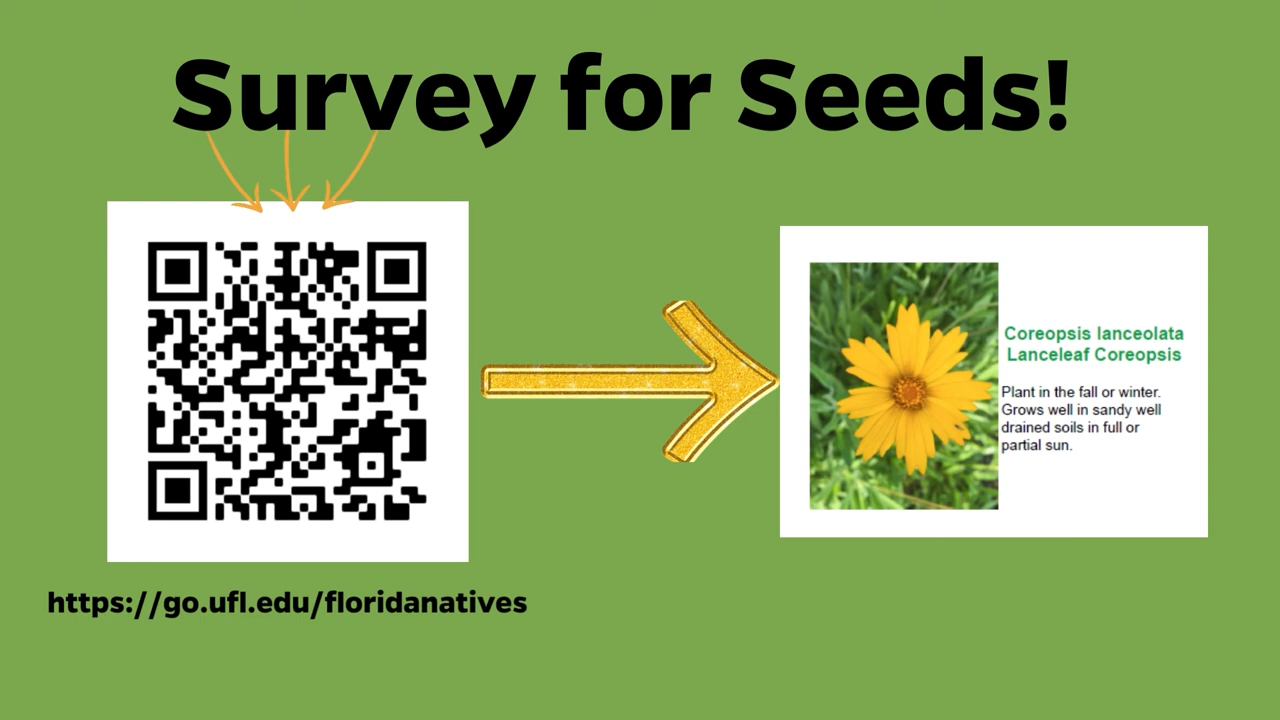 Survey for Seeds!
Coreopsis lanceolata
Lanceleaf Coreopsis
Plant in the fall or winter.
Grows well in sandy well
drained soils in full or
partial sun.
https://go.ufl.edu/floridanatives